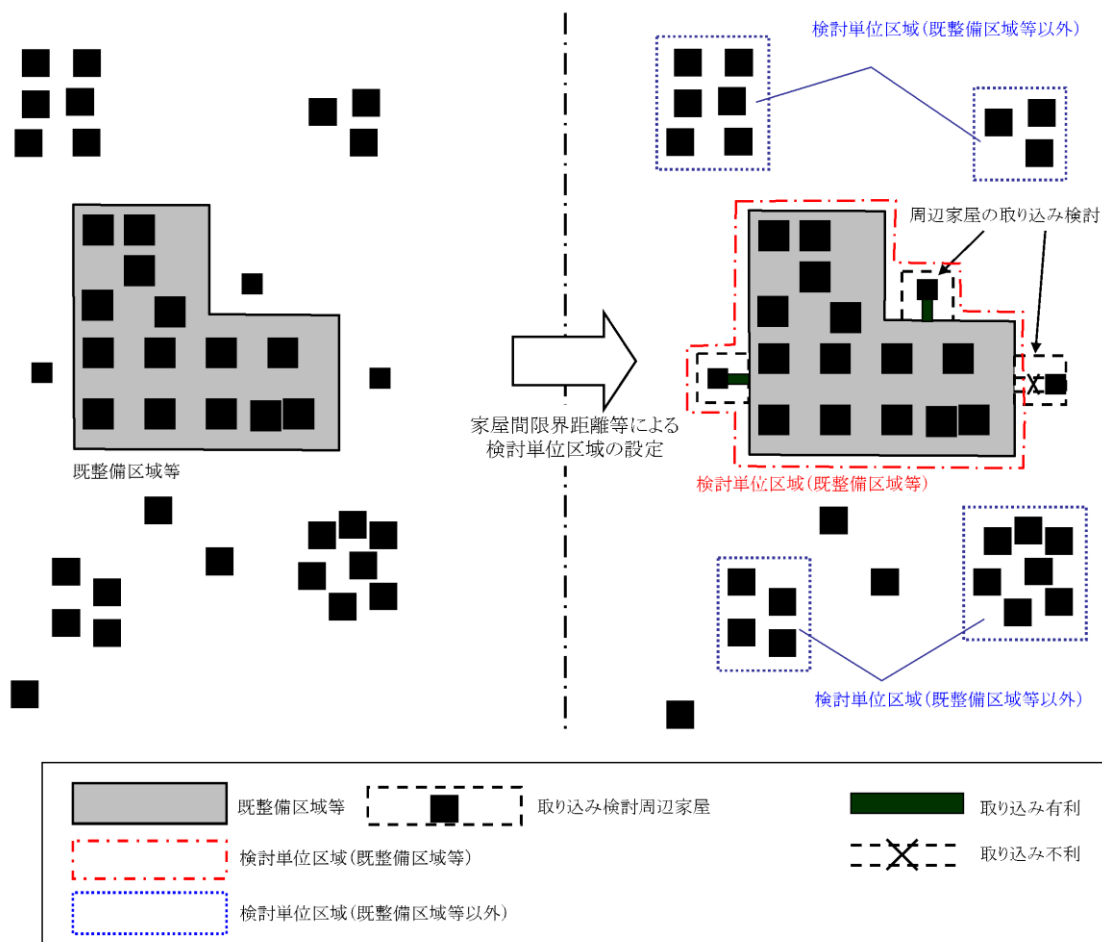 検討単位区域(既整備区域等以外)
周辺家屋の取り込み検討
家屋間限界距離等による
検討単位区域の設定
既整備区域等
検討単位区域(既整備区域等)
検討単位区域(既整備区域等以外)
既整備区域等
取り込み検討周辺家屋
取り込み有利
検討単位区域(既整備区域等)
取り込み不利
検討単位区域(既整備区域等以外)